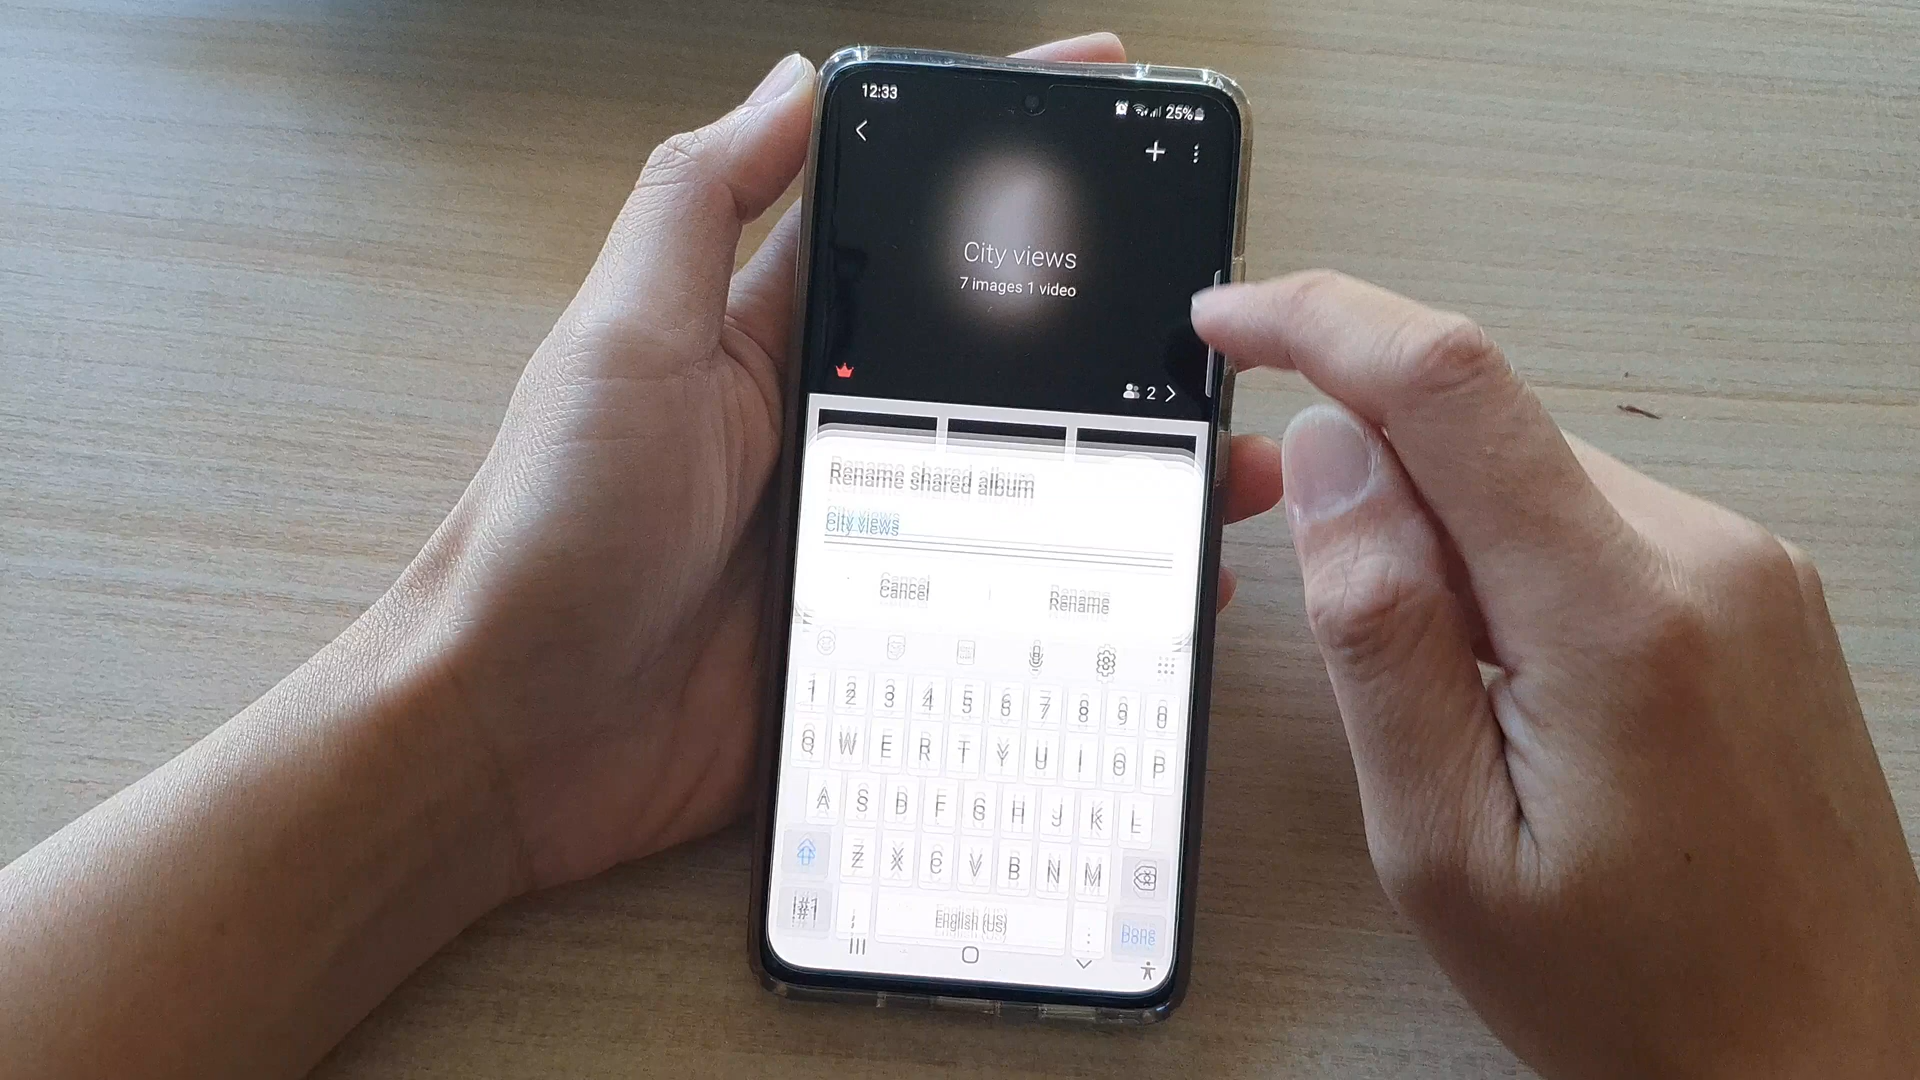 12:33
25%
City views
7 images 1 video
2
Rename shared album
City views
Cancel
Rename
1 2 3 4 5 6 7 8 9 0
Q W E R T Y U I O P
A S D F G H J K L
Z X C V B N M
!#1 , English (US) . Done